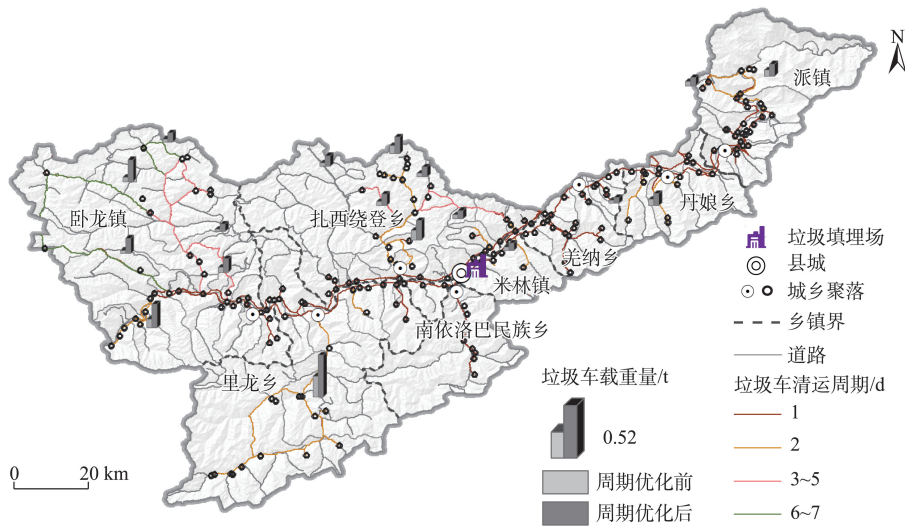 N
派镇
丹娘乡
卧龙镇
扎西绕登乡
羌纳乡
米林镇
南依洛巴民族乡
里龙乡
垃圾填埋场
县城
城乡聚落
乡镇界
道路
垃圾车清运周期/d
1
2
3~5
6~7
垃圾车载重量/t
0.52
周期优化前
周期优化后
0 20 km